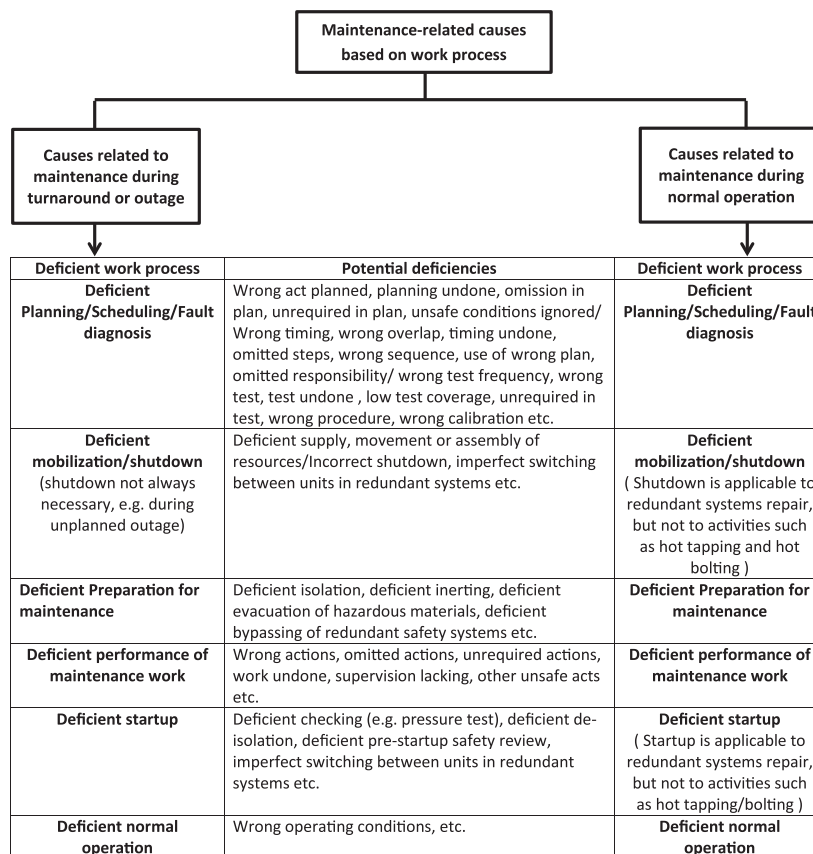 Maintenance-related causes
based on work process
Causes related to
maintenance during
turnaround or outage
Causes related to
maintenance during
normal operation
Deficient work process
Potential deficiencies
Deficient work process
Deficient
Planning/Scheduling/Fault
diagnosis
Wrong act planned, planning undone, omission in
plan, unrequired in plan, unsafe conditions ignored/
Wrong timing, wrong overlap, timing undone,
omitted steps, wrong sequence, use of wrong plan,
omitted responsibility/ wrong test frequency, wrong
test, test undone , low test coverage, unrequired in
test, wrong procedure, wrong calibration etc.
Deficient
Planning/Scheduling/Fault
diagnosis
Deficient
mobilization/shutdown
(shutdown not always
necessary, e.g. during
unplanned outage)
Deficient supply, movement or assembly of
resources/Incorrect shutdown, imperfect switching
between units in redundant systems etc.
Deficient
mobilization/shutdown
( Shutdown is applicable to
redundant systems repair,
but not to activities such
as hot tapping and hot
bolting )
Deficient Preparation for
maintenance
Deficient isolation, deficient inerting, deficient
evacuation of hazardous materials, deficient
bypassing of redundant safety systems etc.
Deficient Preparation for
maintenance
Deficient performance of
maintenance work
Wrong actions, omitted actions, unrequired actions,
work undone, supervision lacking, other unsafe acts
etc.
Deficient performance of
maintenance work
Deficient startup
Deficient checking (e.g. pressure test), deficient de-
isolation, deficient pre-startup safety review,
imperfect switching between units in redundant
systems etc.
Deficient startup
( Startup is applicable to
redundant systems repair,
but not to activities such
as hot tapping/bolting )
Deficient normal
operation
Wrong operating conditions, etc.
Deficient normal
operation